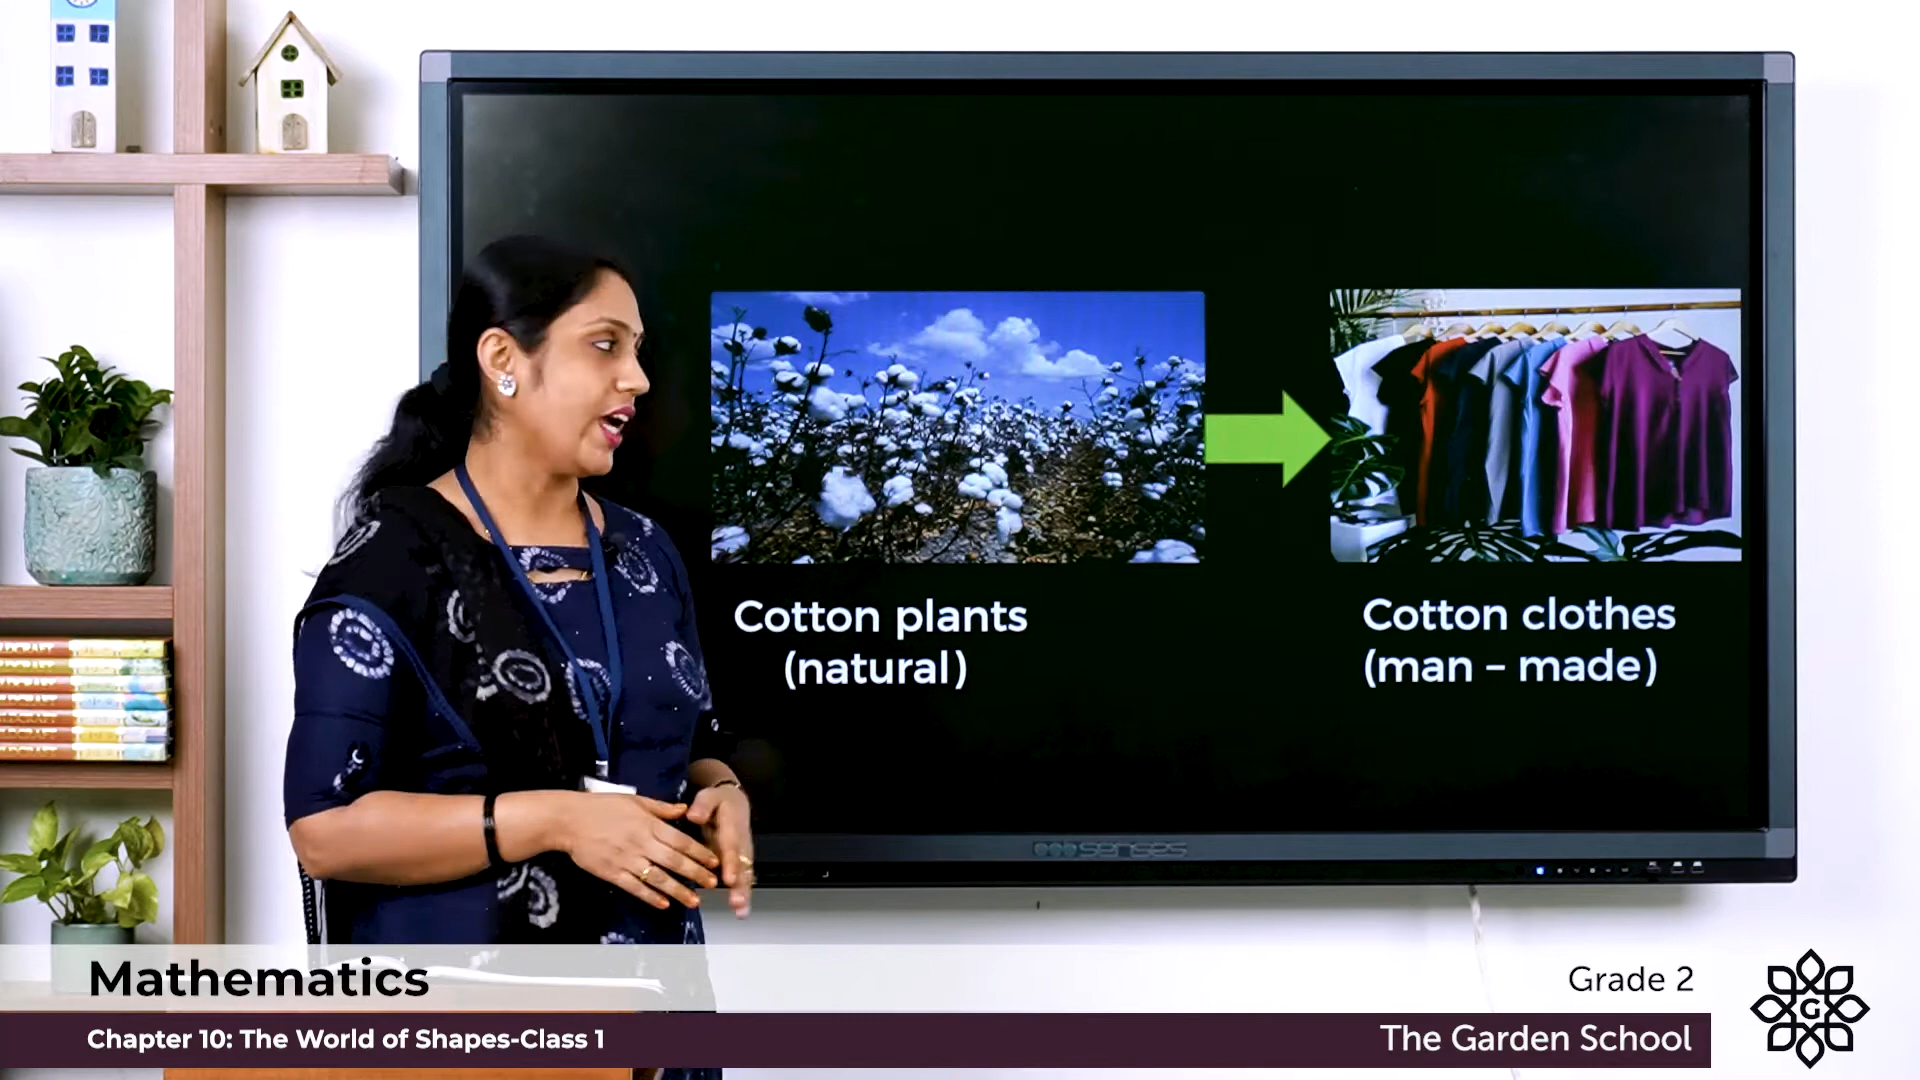 Cotton plants
(natural)
Cotton clothes
(man – made)
senses
Mathematics
Grade 2
Chapter 10: The World of Shapes-Class 1
The Garden School
G